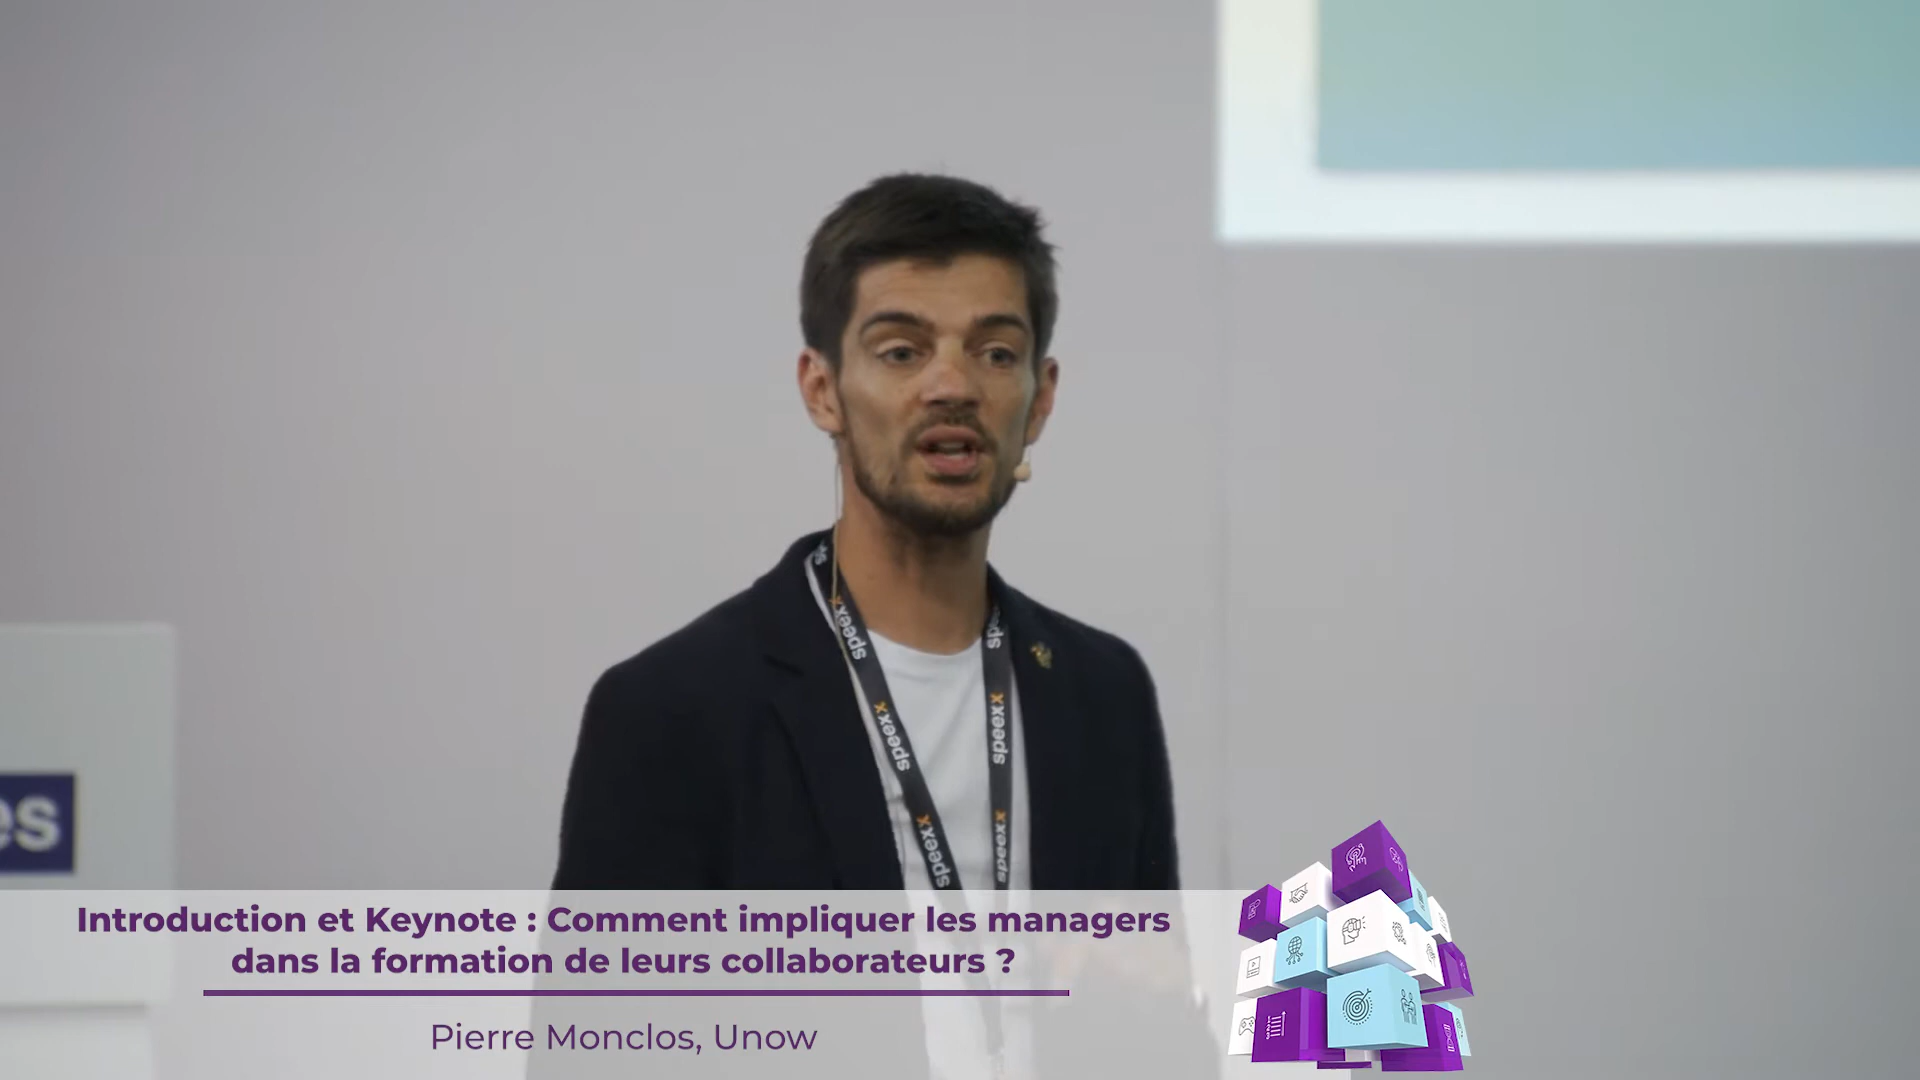 es
speexx
speexx
speexx
speexx
speexx
Introduction et Keynote : Comment impliquer les managers
dans la formation de leurs collaborateurs ?
Pierre Monclos, Unow